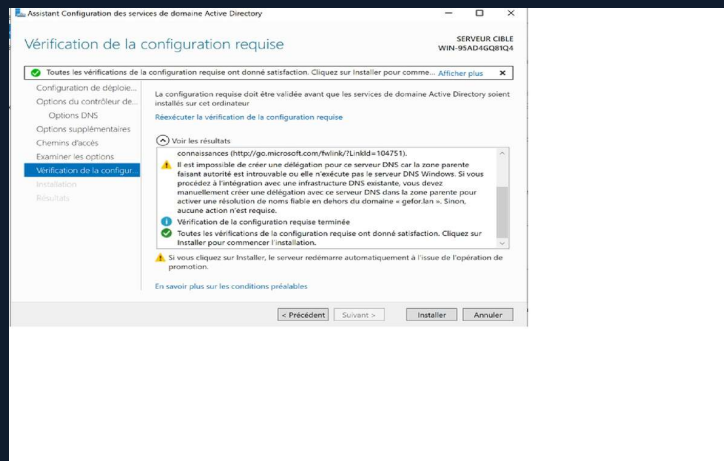 Assistant Configuration des services de domaine Active Directory
Vérification de la configuration requise
SERVEUR CIBLE
WIN-95AD4GQ81Q4
Toutes les vérifications de la configuration requise ont donné satisfaction. Cliquez sur Installer pour comme... Afficher plus
Configuration de déploie...
Options du contrôleur de...
Options DNS
Options supplémentaires
Chemins d'accès
Examiner les options
Vérification de la configur...
Installation
Résultats
La configuration requise doit être validée avant que les services de domaine Active Directory soient
installés sur cet ordinateur
Réexécuter la vérification de la configuration requise
Voir les résultats
connaissances (http://go.microsoft.com/fwlink/?LinkId=104751).
Il est impossible de créer une délégation pour ce serveur DNS car la zone parente
faisant autorité est introuvable ou elle n'exécute pas le serveur DNS Windows. Si vous
procédez à l'intégration avec une infrastructure DNS existante, vous devez
manuellement créer une délégation avec ce serveur DNS dans la zone parente pour
activer une résolution de noms fiable en dehors du domaine « gefor.lan ». Sinon,
aucune action n'est requise.
Vérification de la configuration requise terminée
Toutes les vérifications de la configuration requise ont donné satisfaction. Cliquez sur
Installer pour commencer l'installation.
Si vous cliquez sur Installer, le serveur redémarre automatiquement à l'issue de l'opération de
promotion.
En savoir plus sur les conditions préalables
< Précédent
Suivant >
Installer
Annuler